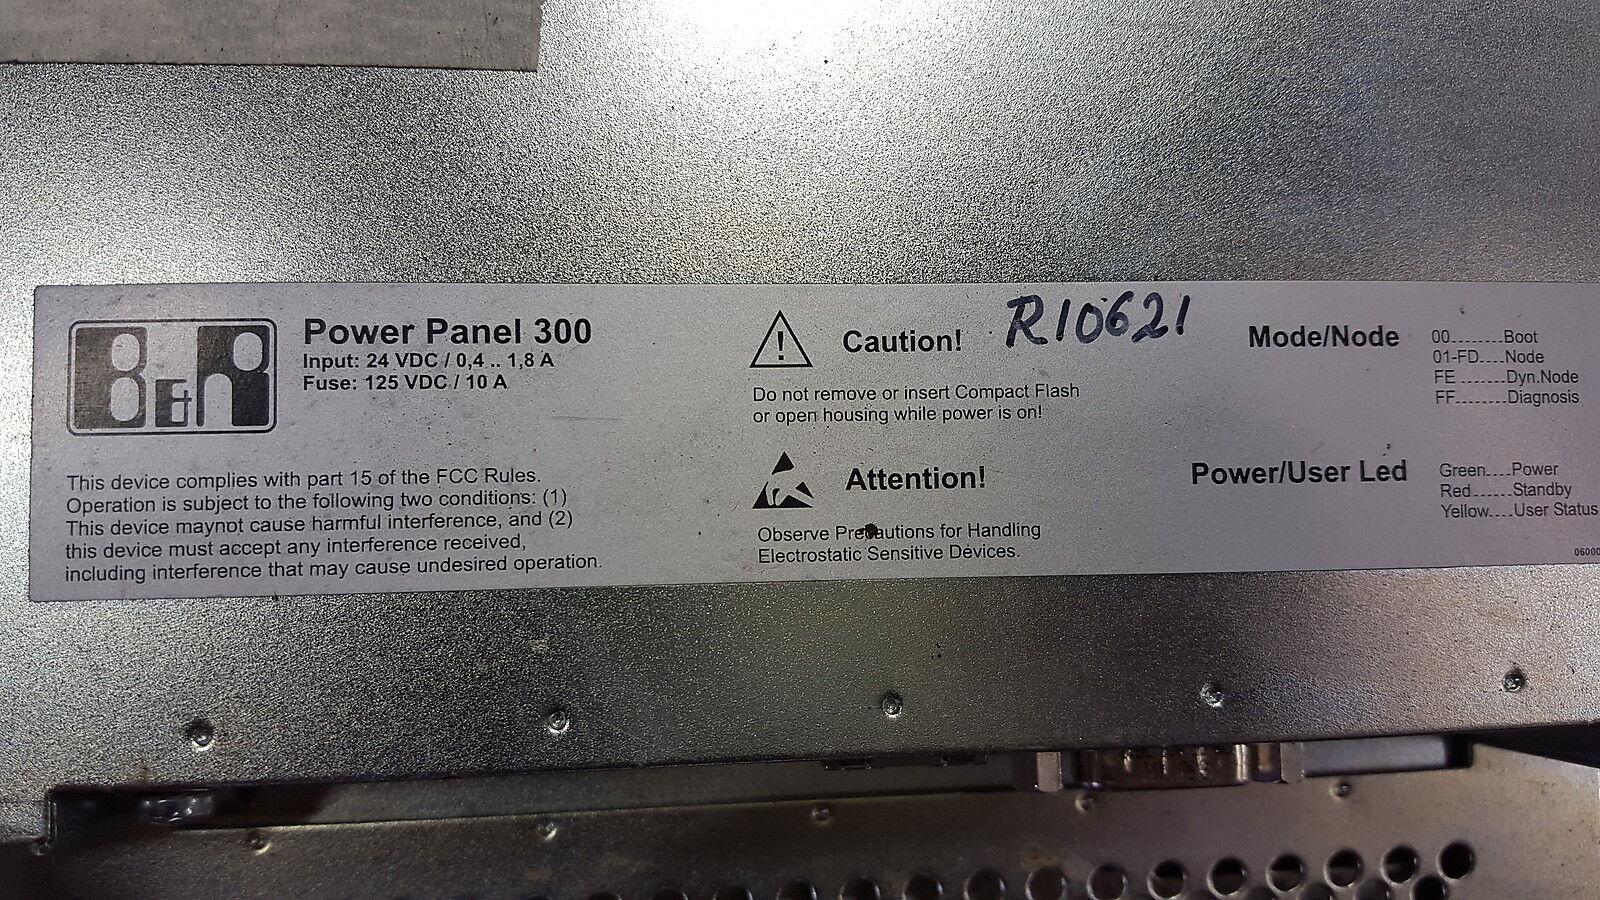 B&R
Power Panel 300
Input: 24 VDC / 0,4 .. 1,8 A
Fuse: 125 VDC / 10 A
This device complies with part 15 of the FCC Rules.
Operation is subject to the following two conditions: (1)
This device maynot cause harmful interference, and (2)
this device must accept any interference received,
including interference that may cause undesired operation.
Caution!
R10621
Do not remove or insert Compact Flash
or open housing while power is on!
Attention!
Observe Precautions for Handling
Electrostatic Sensitive Devices.
Mode/Node
00........Boot
01-FD....Node
FE .......Dyn.Node
FF........Diagnosis
Power/User Led
Green....Power
Red......Standby
Yellow....User Status
06000